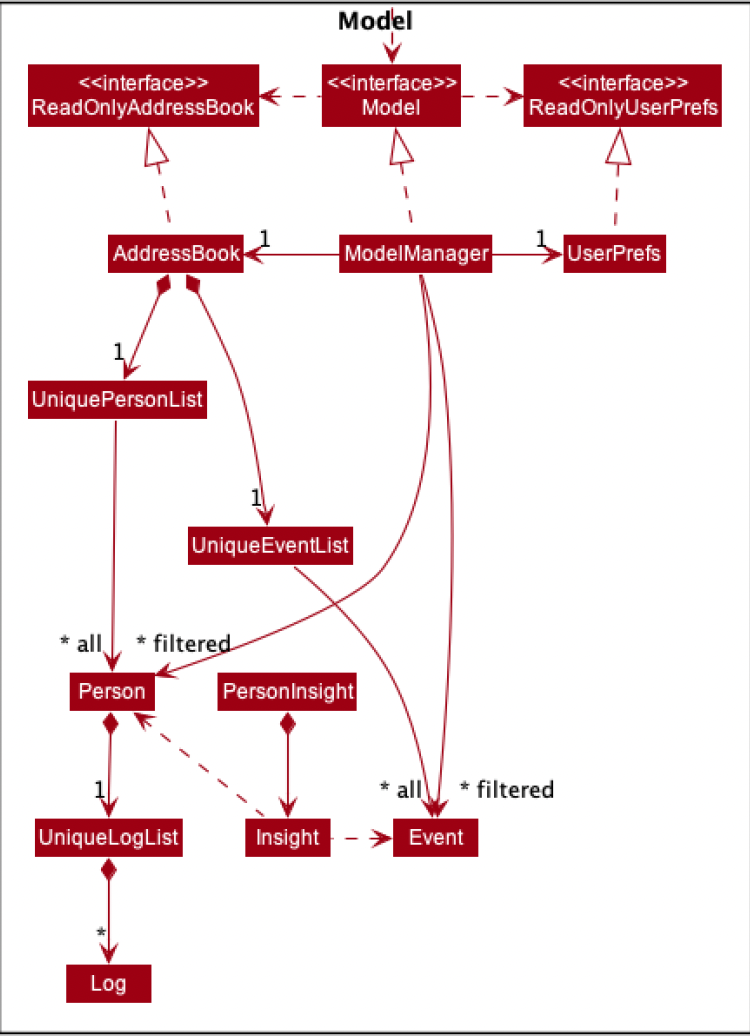 Model
<<interface>>
ReadOnlyAddressBook
<<interface>>
Model
<<interface>>
ReadOnlyUserPrefs
AddressBook
1
ModelManager
1
UserPrefs
1
UniquePersonList
1
UniqueEventList
* all
* filtered
Person
PersonInsight
1
* all
* filtered
UniqueLogList
Insight
Event
*
Log